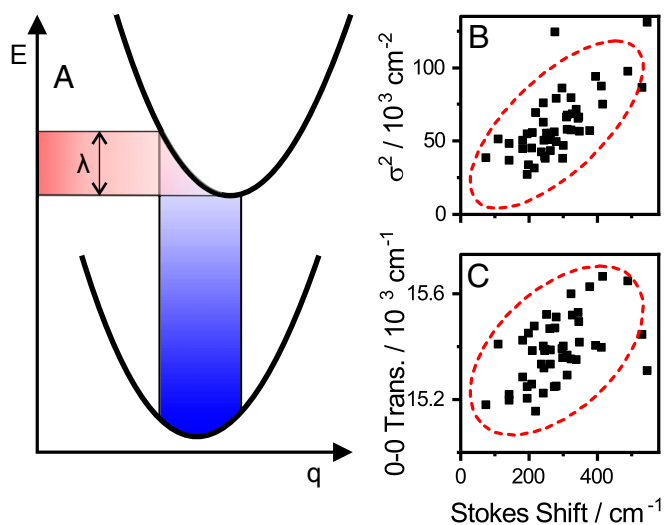 E
A
λ
q
B
σ² / 10³ cm⁻²
100
50
0
C
0-0 Trans. / 10³ cm⁻¹
15.6
15.2
0 200 400
Stokes Shift / cm⁻¹